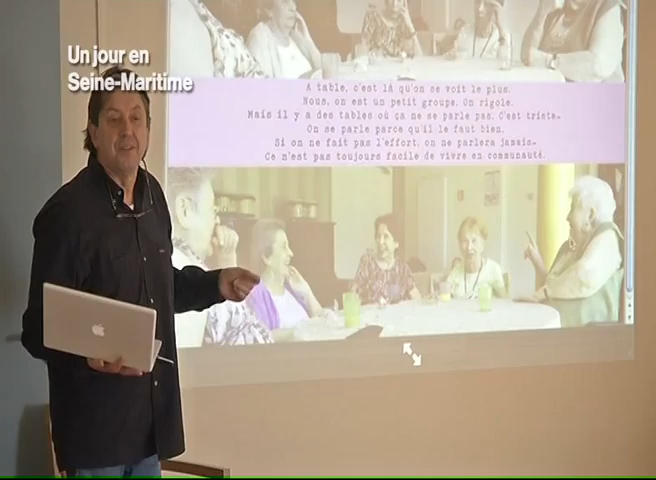 Un jour en
Seine-Maritime
A table, c'est là qu'on se voit le plus.
Nous, on est un petit groupe. On rigole.
Mais il y a des tables où ça ne se parle pas. C'est triste…
On se parle parce qu'il le faut bien.
Si on ne fait pas l'effort, on ne parlera jamais…
Ce n'est pas toujours facile de vivre en communauté.